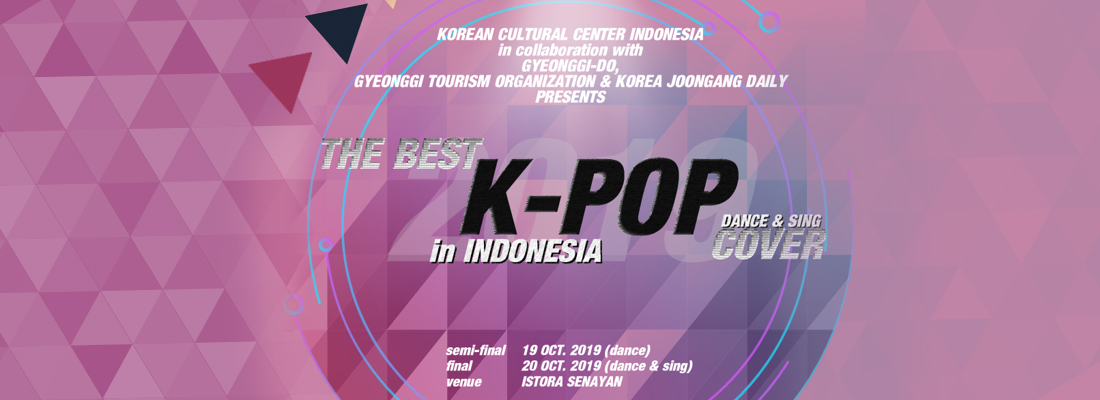 KOREAN CULTURAL CENTER INDONESIA
in collaboration with
GYEONGGI-DO,
GYEONGGI TOURISM ORGANIZATION & KOREA JOONGANG DAILY
PRESENTS
2019
THE BEST
K-POP
DANCE & SING
COVER
in INDONESIA
semi-final 19 OCT. 2019 (dance)
final 20 OCT. 2019 (dance & sing)
venue ISTORA SENAYAN